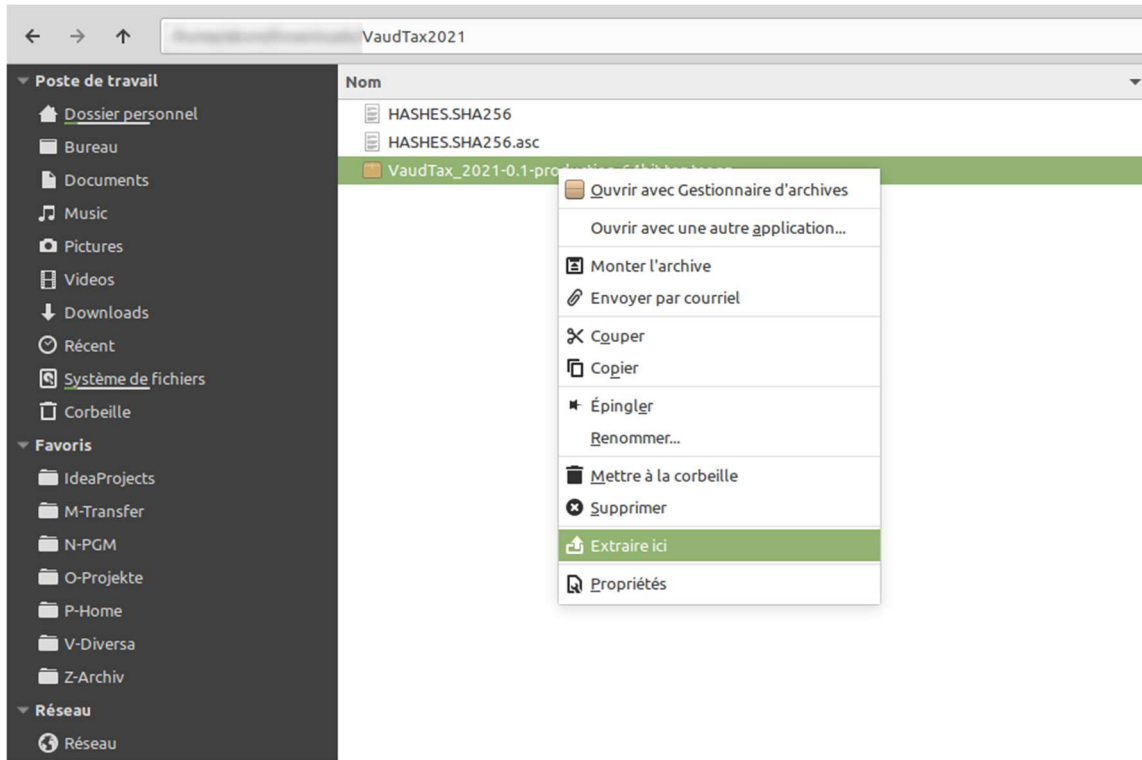 VaudTax2021
Poste de travail
Dossier personnel
Bureau
Documents
Music
Pictures
Videos
Downloads
Récent
Système de fichiers
Corbeille
Favoris
IdeaProjects
M-Transfer
N-PGM
O-Projekte
P-Home
V-Diversa
Z-Archiv
Réseau
Réseau
Nom
HASHES.SHA256
HASHES.SHA256.asc
VaudTax_2021-0.1-production-64bit.tar
Ouvrir avec Gestionnaire d'archives
Ouvrir avec une autre application...
Monter l'archive
Envoyer par courriel
Couper
Copier
Épingler
Renommer...
Mettre à la corbeille
Supprimer
Extraire ici
Propriétés